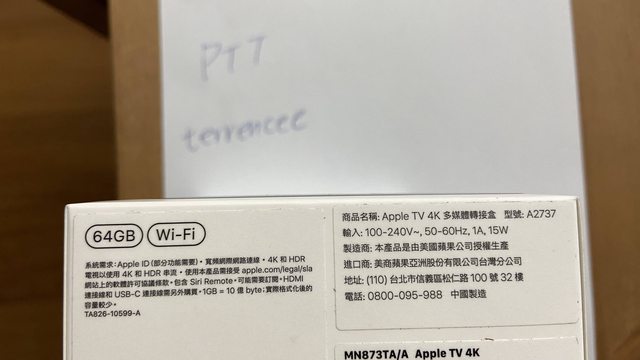 PTT
terrencec
64GB Wi-Fi
系統需求:Apple ID (部分功能需要)·寬頻網際網路連線·4K 和 HDR
電視以使用 4K 和 HDR 串流·使用本產品需接受 apple.com/legal/sla
網站上的軟體許可協議條款·包含 Siri Remote·可能需要訂閱·HDMI
連接線和 USB-C 連接線需另外購買·1GB = 10 億 byte;實際格式化後的
容量較少。
TA826-10599-A
商品名稱: Apple TV 4K 多媒體轉接盒 型號: A2737
輸入: 100-240V~, 50-60Hz, 1A, 15W
製造商: 本產品是由美國蘋果公司授權生產
進口商: 美商蘋果亞洲股份有限公司台灣分公司
地址: (110) 台北市信義區松仁路 100 號 32 樓
電話: 0800-095-988 中國製造
MN873TA/A Apple TV 4K